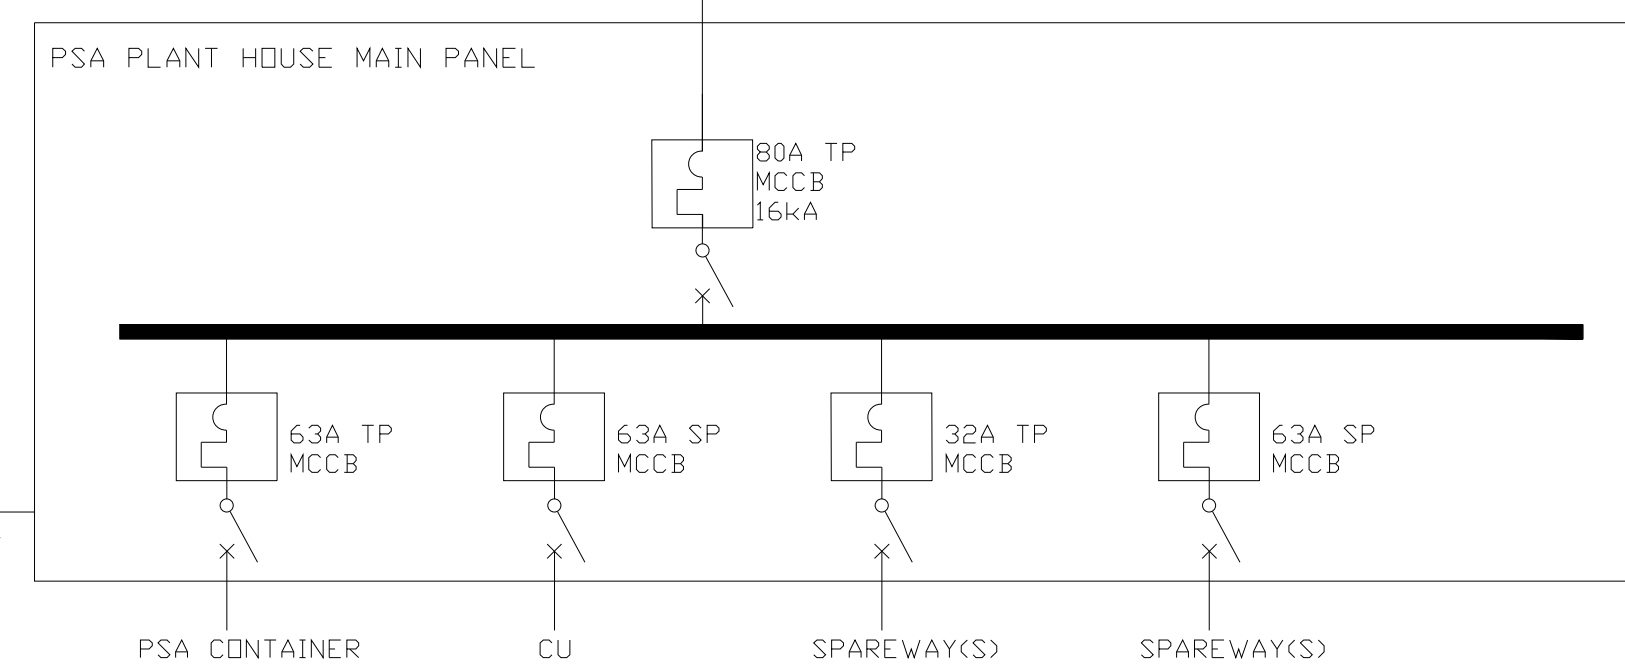 PSA PLANT HOUSE MAIN PANEL
80A TP
MCCB
16kA
63A TP
MCCB
63A SP
MCCB
32A TP
MCCB
63A SP
MCCB
PSA CONTAINER
CU
SPAREWAY(S)
SPAREWAY(S)